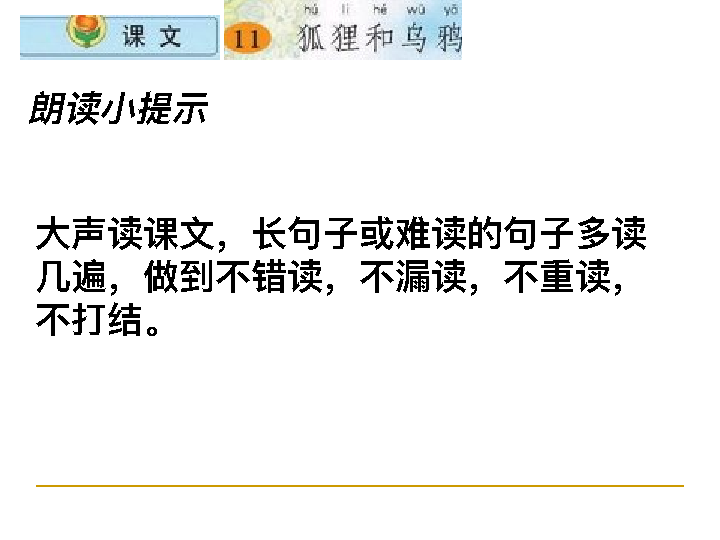 课文
hú lí hé wū yā
11 狐狸和乌鸦
朗读小提示
大声读课文，长句子或难读的句子多读
几遍，做到不错读，不漏读，不重读，
不打结。